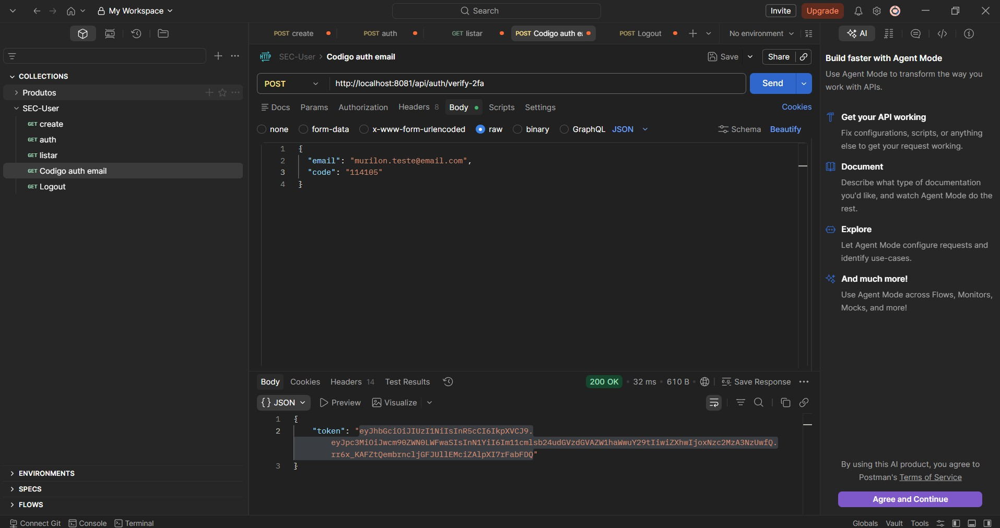 My Workspace
Search
Invite
Upgrade
POST create
POST auth
GET listar
POST Codigo auth
POST Logout
No environment
AI
SEC-User > Codigo auth email
Save
Share
COLLECTIONS
Produtos
SEC-User
GET create
GET auth
GET listar
GET Codigo auth email
GET Logout
ENVIRONMENTS
SPECS
FLOWS
HTTP
POST
http://localhost:8081/api/auth/verify-2fa
Send
Docs
Params
Authorization
Headers 8
Body
Scripts
Settings
Cookies
none
form-data
x-www-form-urlencoded
raw
binary
GraphQL
JSON
Schema
Beautify
1 {
2 "email": "murilon.teste@email.com",
3 "code": "114105"
4 }
Body
Cookies
Headers 14
Test Results
200 OK
32 ms
610 B
e.g. Save Response
{} JSON
Preview
Visualize
1 {
2 "token": "eyJhbGciOiJIUzI1NiIsInR5cCI6IkpXVCJ9.
eyJpc3MiOiJwcm90ZWN0LWFwaSIsInN1YiI6Im11cmlsb24udGVzdGVAZW1haWwuY29tIiwiZXhwIjoxNzc2MzA3NzUwfQ.
rr6x_KAFZtQembrncljGFJUllEMciZAlpXI7rFabFDQ"
3 }
Build faster with Agent Mode
Use Agent Mode to transform the way you
work with APIs.
Get your API working
Fix configurations, scripts, or anything
else to get your request working.
Document
Describe what type of documentation
you'd like, and watch Agent Mode do the
rest.
Explore
Let Agent Mode configure requests and
identify use-cases.
And much more!
Use Agent Mode across Flows, Monitors,
Mocks, and more!
By using this AI product, you agree to
Postman's Terms of Service
Agree and Continue
Connect Git
Console
Terminal
Globals
Vault
Tools